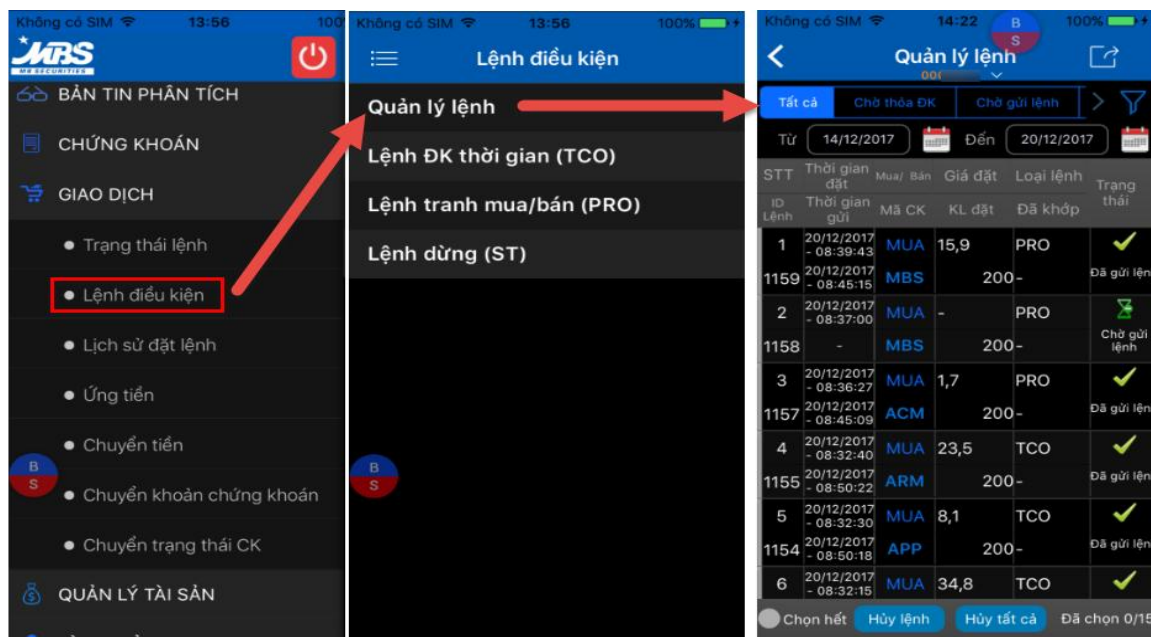 Không có SIM 13:56 100
MBS
MB SECURITIES
BẢN TIN PHÂN TÍCH
CHỨNG KHOÁN
GIAO DỊCH
Trạng thái lệnh
Lệnh điều kiện
Lịch sử đặt lệnh
Ứng tiền
Chuyển tiền
B
S
Chuyển khoản chứng khoán
Chuyển trạng thái CK
QUẢN LÝ TÀI SẢN
Không có SIM 13:56 100%
Lệnh điều kiện
Quản lý lệnh
Lệnh ĐK thời gian (TCO)
Lệnh tranh mua/bán (PRO)
Lệnh dừng (ST)
B
S
Không có SIM 14:22 100%
B
S
Quản lý lệnh
Tất cả Chờ thỏa ĐK Chờ gửi lệnh
Từ 14/12/2017 Đến 20/12/2017
STT Thời gian đặt Mua/ Bán Giá đặt Loại lệnh Trạng thái
ID Lệnh Thời gian gửi Mã CK KL đặt Đã khớp
1 20/12/2017 - 08:39:43 MUA 15,9 PRO
1159 20/12/2017 - 08:45:15 MBS 200 - Đã gửi lện
2 20/12/2017 - 08:37:00 MUA - PRO
1158 - MBS 200 - Chờ gửi lệnh
3 20/12/2017 - 08:36:27 MUA 1,7 PRO
1157 20/12/2017 - 08:45:09 ACM 200 - Đã gửi lện
4 20/12/2017 - 08:32:40 MUA 23,5 TCO
1155 20/12/2017 - 08:50:22 ARM 200 - Đã gửi lện
5 20/12/2017 - 08:32:30 MUA 8,1 TCO
1154 20/12/2017 - 08:50:18 APP 200 - Đã gửi lện
6 20/12/2017 - 08:32:15 MUA 34,8 TCO
Chọn hết Hủy lệnh Hủy tất cả Đã chọn 0/15